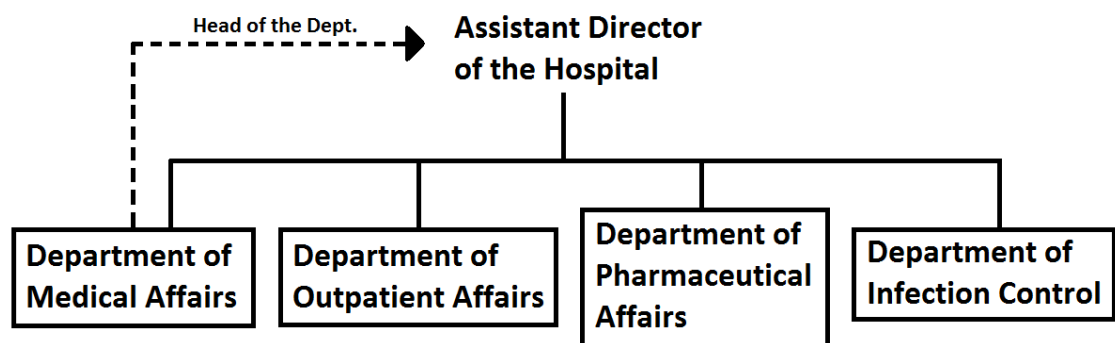 Head of the Dept.
Assistant Director
of the Hospital
Department of
Medical Affairs
Department of
Outpatient Affairs
Department of
Pharmaceutical
Affairs
Department of
Infection Control